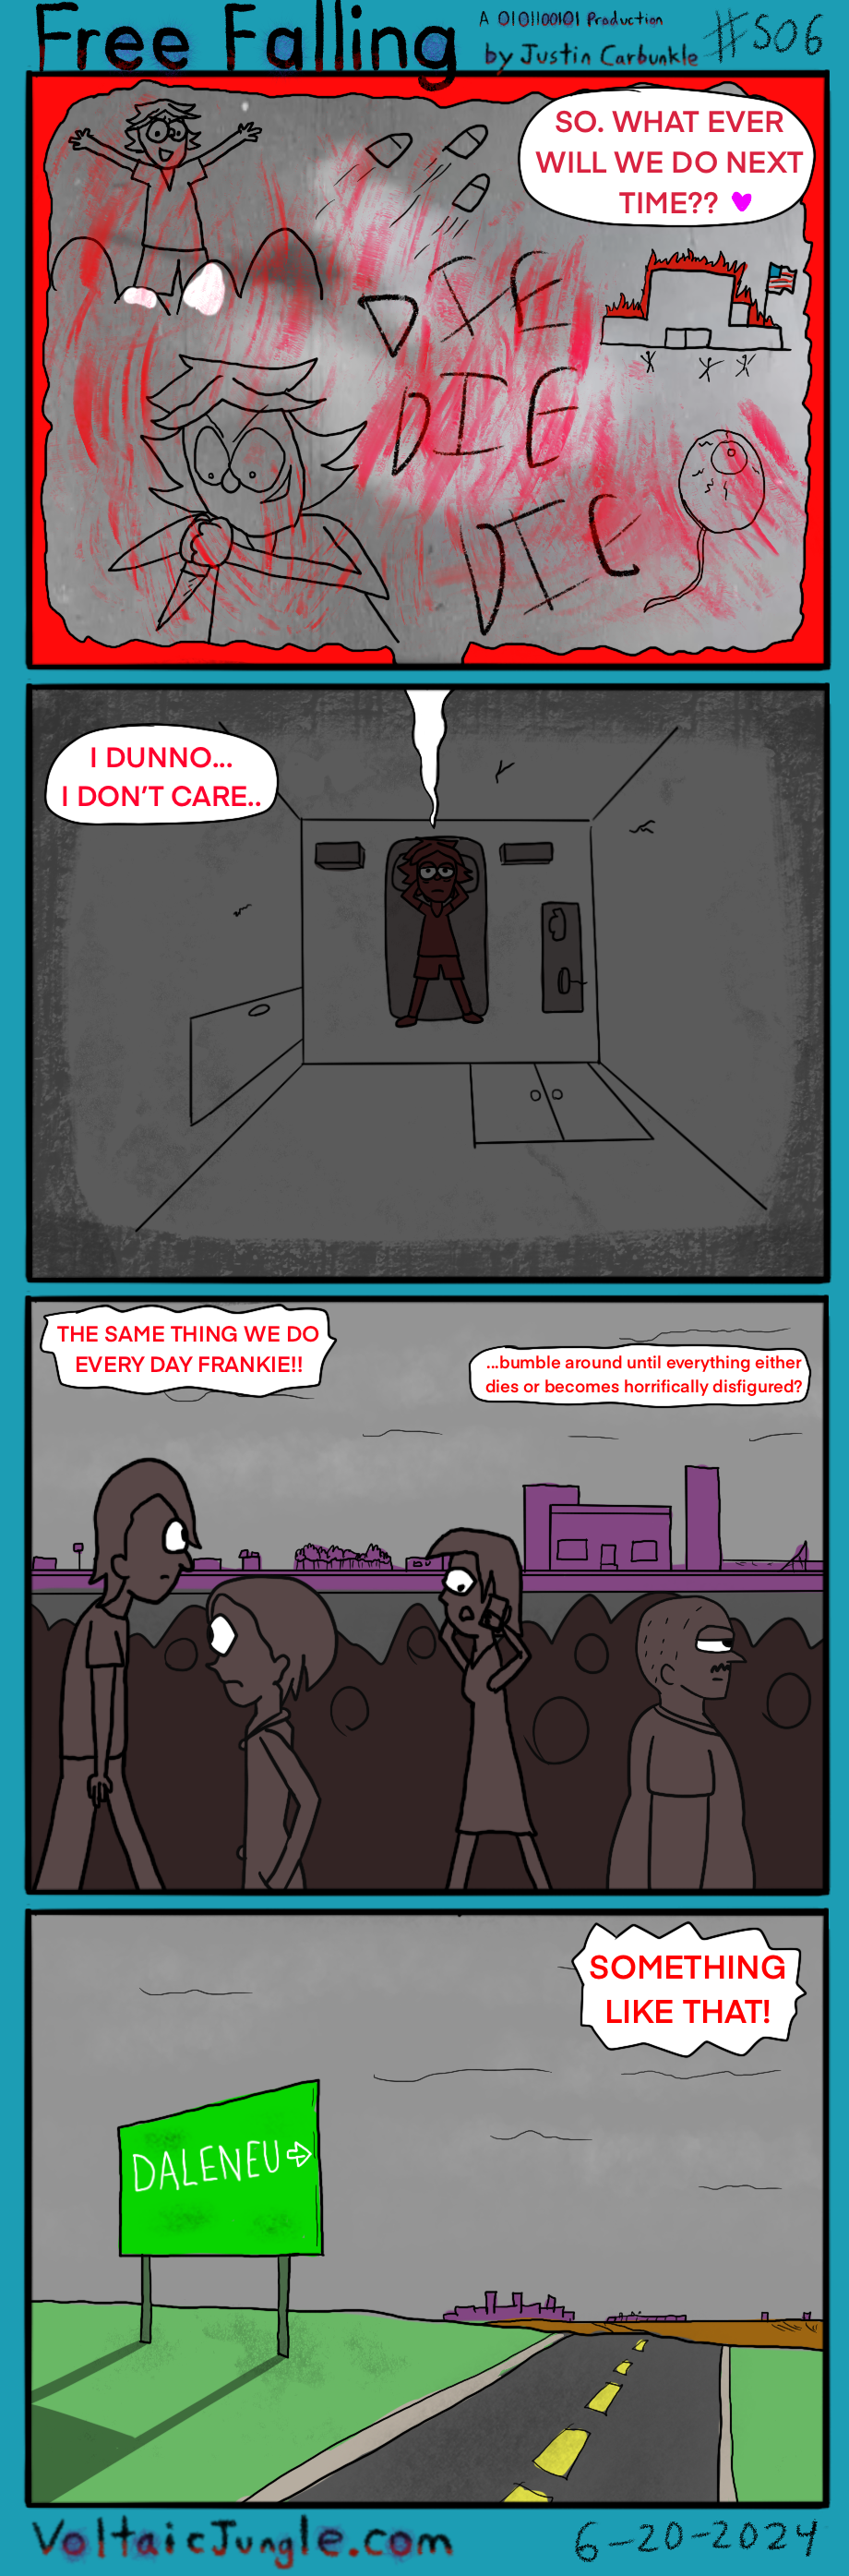 Free Falling
A 0101100101 Production
by Justin Carbunkle
#506
SO. WHAT EVER
WILL WE DO NEXT
TIME?? ♥
DIE
DIE
DIE
I DUNNO...
I DON'T CARE..
THE SAME THING WE DO
EVERY DAY FRANKIE!!
...bumble around until everything either
dies or becomes horrifically disfigured?
SOMETHING
LIKE THAT!
DALENEU⇨
VoltaicJungle.com
6-20-2024